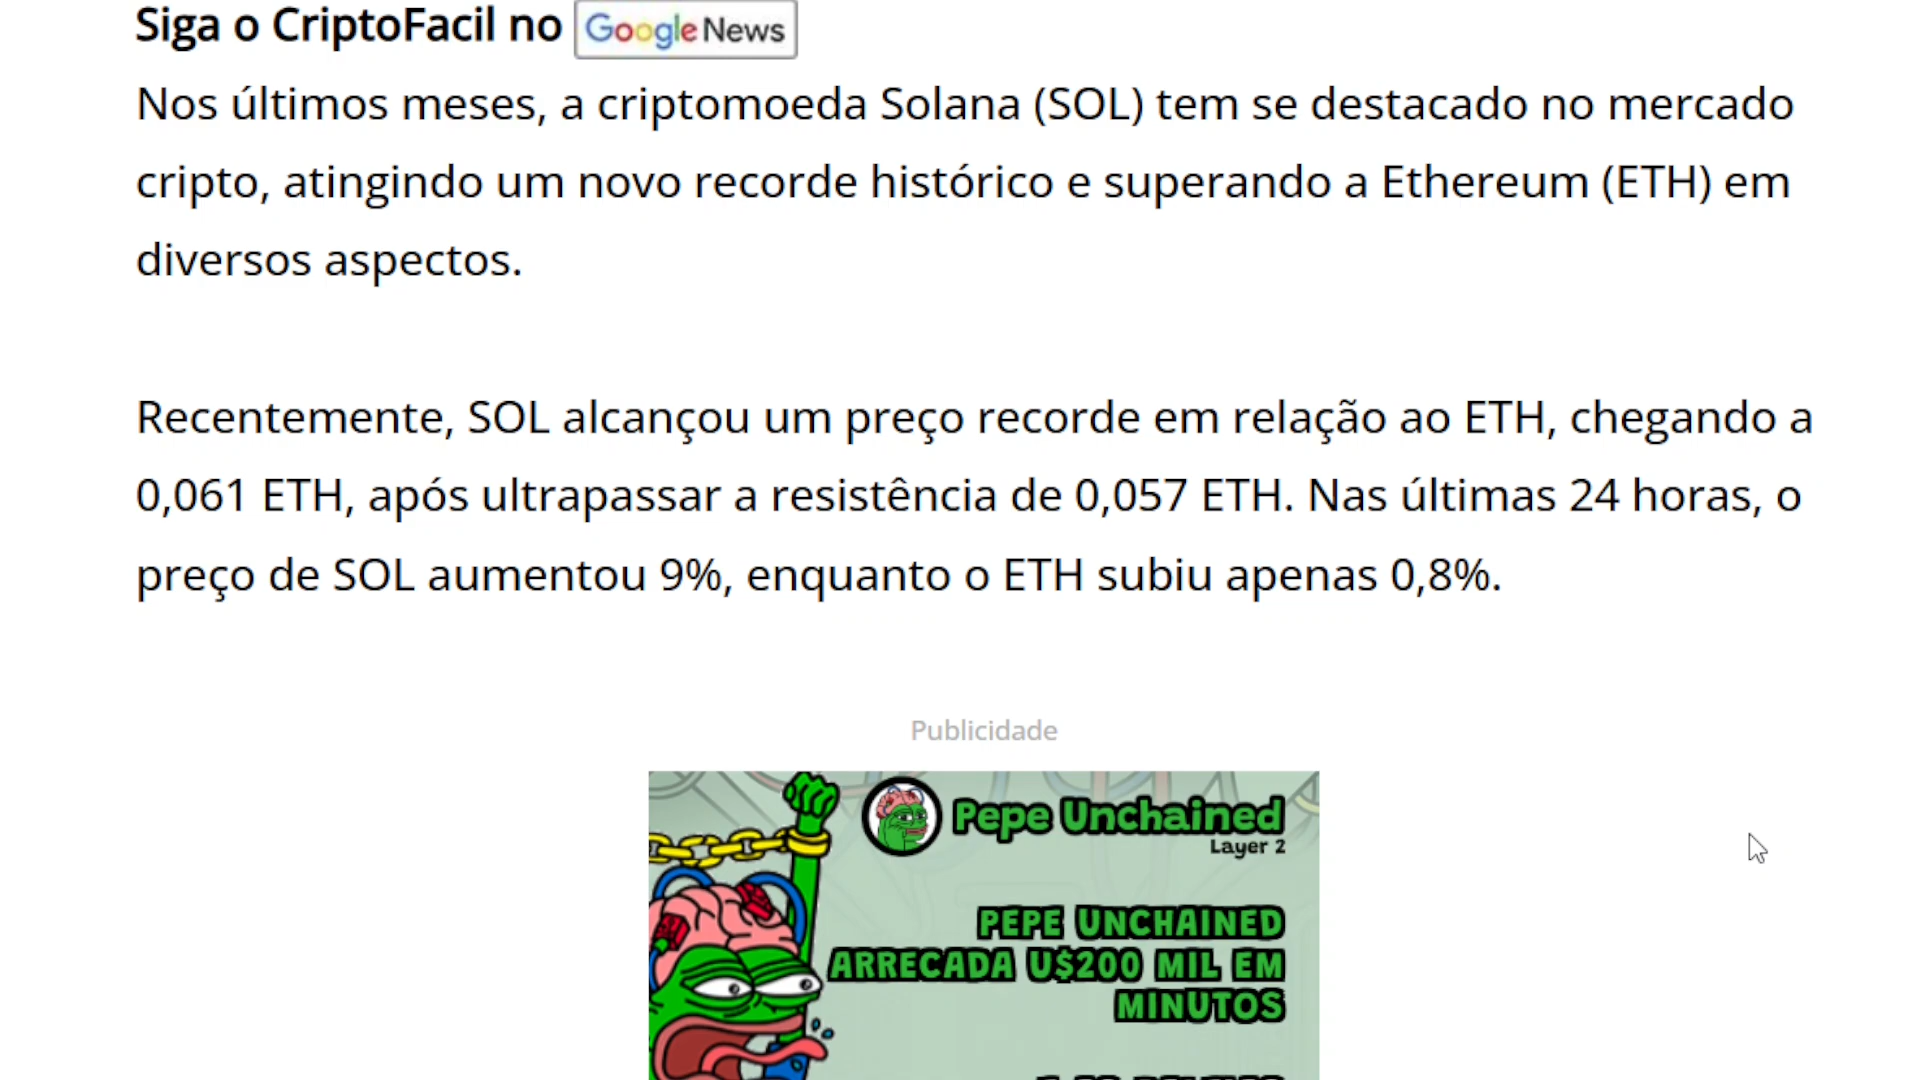 Siga o CriptoFacil no Google News
Nos últimos meses, a criptomoeda Solana (SOL) tem se destacado no mercado
cripto, atingindo um novo recorde histórico e superando a Ethereum (ETH) em
diversos aspectos.
Recentemente, SOL alcançou um preço recorde em relação ao ETH, chegando a
0,061 ETH, após ultrapassar a resistência de 0,057 ETH. Nas últimas 24 horas, o
preço de SOL aumentou 9%, enquanto o ETH subiu apenas 0,8%.
Publicidade
Pepe Unchained
Layer 2
PEPE UNCHAINED
ARRECADA U$200 MIL EM
MINUTOS